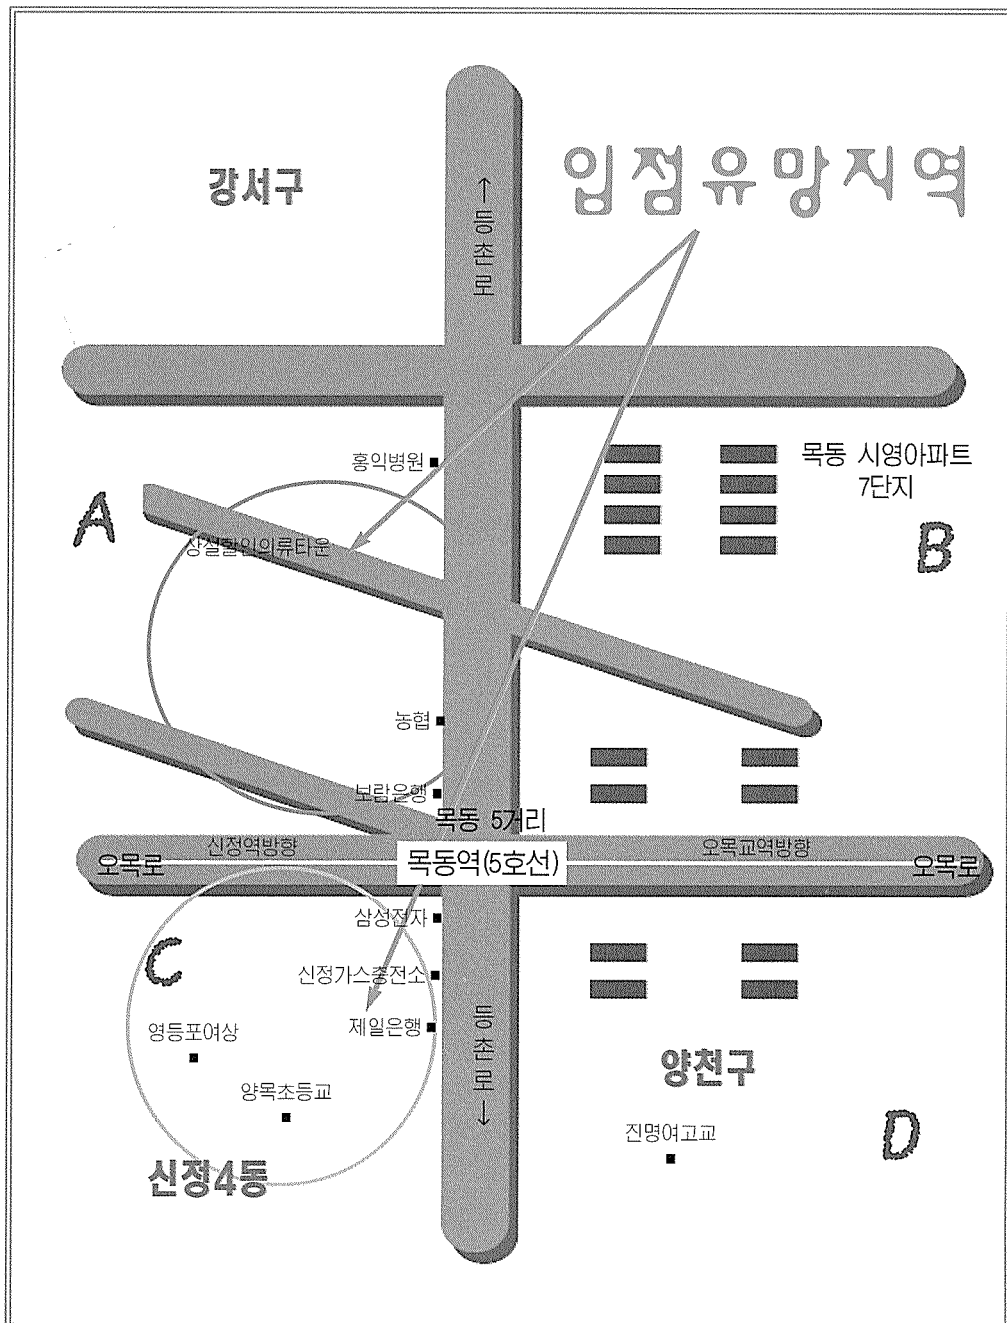 강서구
입점유망지역
↑등촌로
홍익병원
목동 시영아파트
7단지
A
B
상설할인의류타운
농협
보람은행
목동 5거리
신정역방향
오목교역방향
오목로
목동역(5호선)
오목로
삼성전자
C
신정가스충전소
제일은행
영등포여상
등촌로↓
양천구
양목초등교
D
진명여고교
신정4동